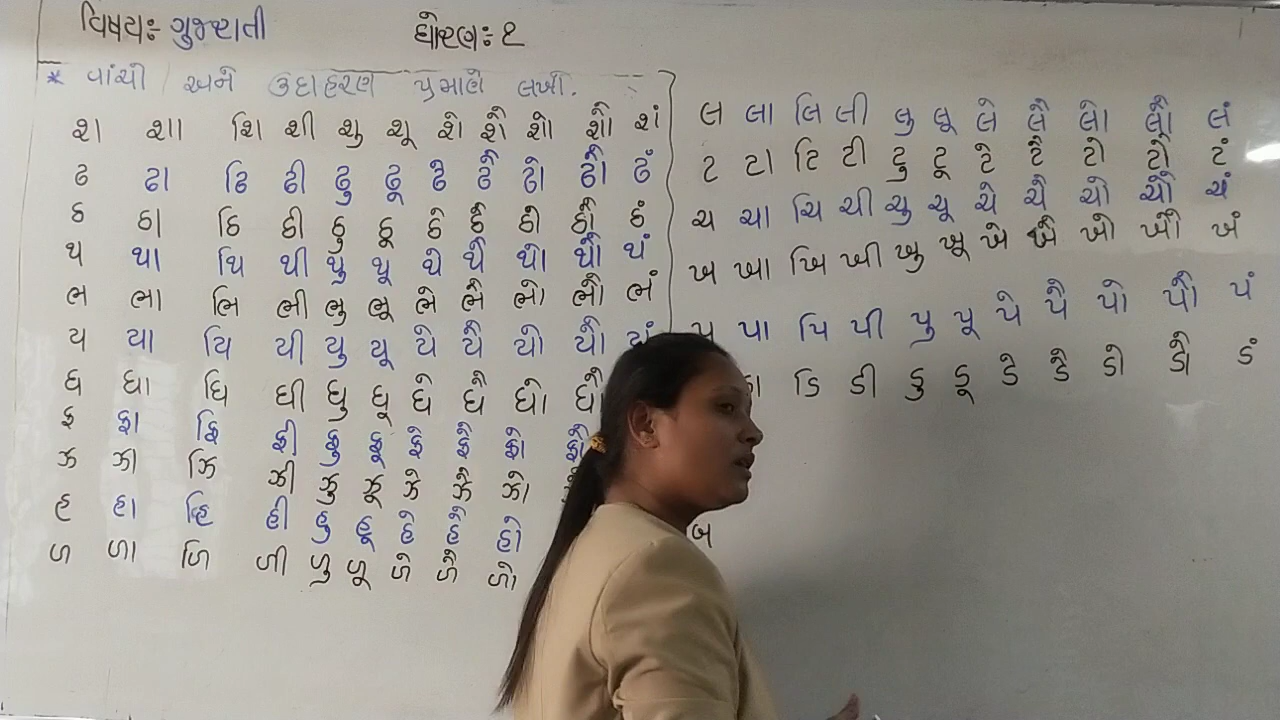 વિષય:- ગુજરાતી ધોરણ:- ૨
* વાંચો / અને ઉદાહરણ પ્રમાણે લખો.
શ શા શિ શી શુ શૂ શે શૈ શો શૌ શં
ઢ ઢા ઢિ ઢી ઢુ ઢૂ ઢે ઢૈ ઢો ઢૌ ઢં
ઠ ઠા ઠિ ઠી ઠુ ઠૂ ઠે ઠૈ ઠો ઠૌ ઠં
થ થા થિ થી થુ થૂ થે થૈ થો થૌ થં
ભ ભા ભિ ભી ભુ ભૂ ભે ભૈ ભો ભૌ ભં
ય યા યિ યી યુ યૂ યે યૈ યો યૌ યં
ઘ ઘા ઘિ ઘી ઘુ ઘૂ ઘે ઘૈ ઘો ઘૌ
ફ ફા ફિ ફી ફુ ફૂ ફે ફૈ ફો ફૌ
ઝ ઝા ઝિ ઝી ઝુ ઝૂ ઝે ઝૈ ઝો
હ હા હિ હી હુ હૂ હે હૈ હો
ળ ળા ળિ ળી ળુ ળૂ ળે ળૈ ળો
લ લા લિ લી લુ લૂ લે લૈ લો લૌ લં
ટ ટા ટિ ટી ટુ ટૂ ટે ટૈ ટો ટૌ ટં
ચ ચા ચિ ચી ચુ ચૂ ચે ચૈ ચો ચૌ ચં
ખ ખા ખિ ખી ખુ ખૂ ખે ખૈ ખો ખૌ ખં
પ પા પિ પી પુ પૂ પે પૈ પો પૌ પં
ડા ડિ ડી ડુ ડૂ ડે ડૈ ડો ડૌ ડં
બ